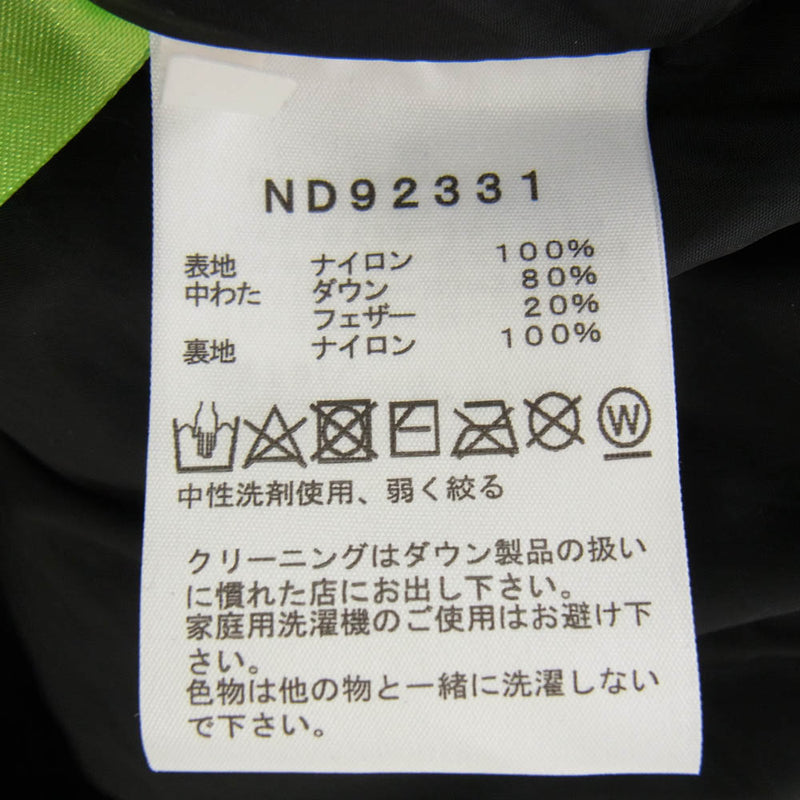 ND92331
表地 ナイロン 100%
中わた ダウン 80%
フェザー 20%
裏地 ナイロン 100%
W
中性洗剤使用、弱く絞る
クリーニングはダウン製品の扱い
に慣れた店にお出し下さい。
家庭用洗濯機のご使用はお避け下
さい。
色物は他の物と一緒に洗濯しない
で下さい。